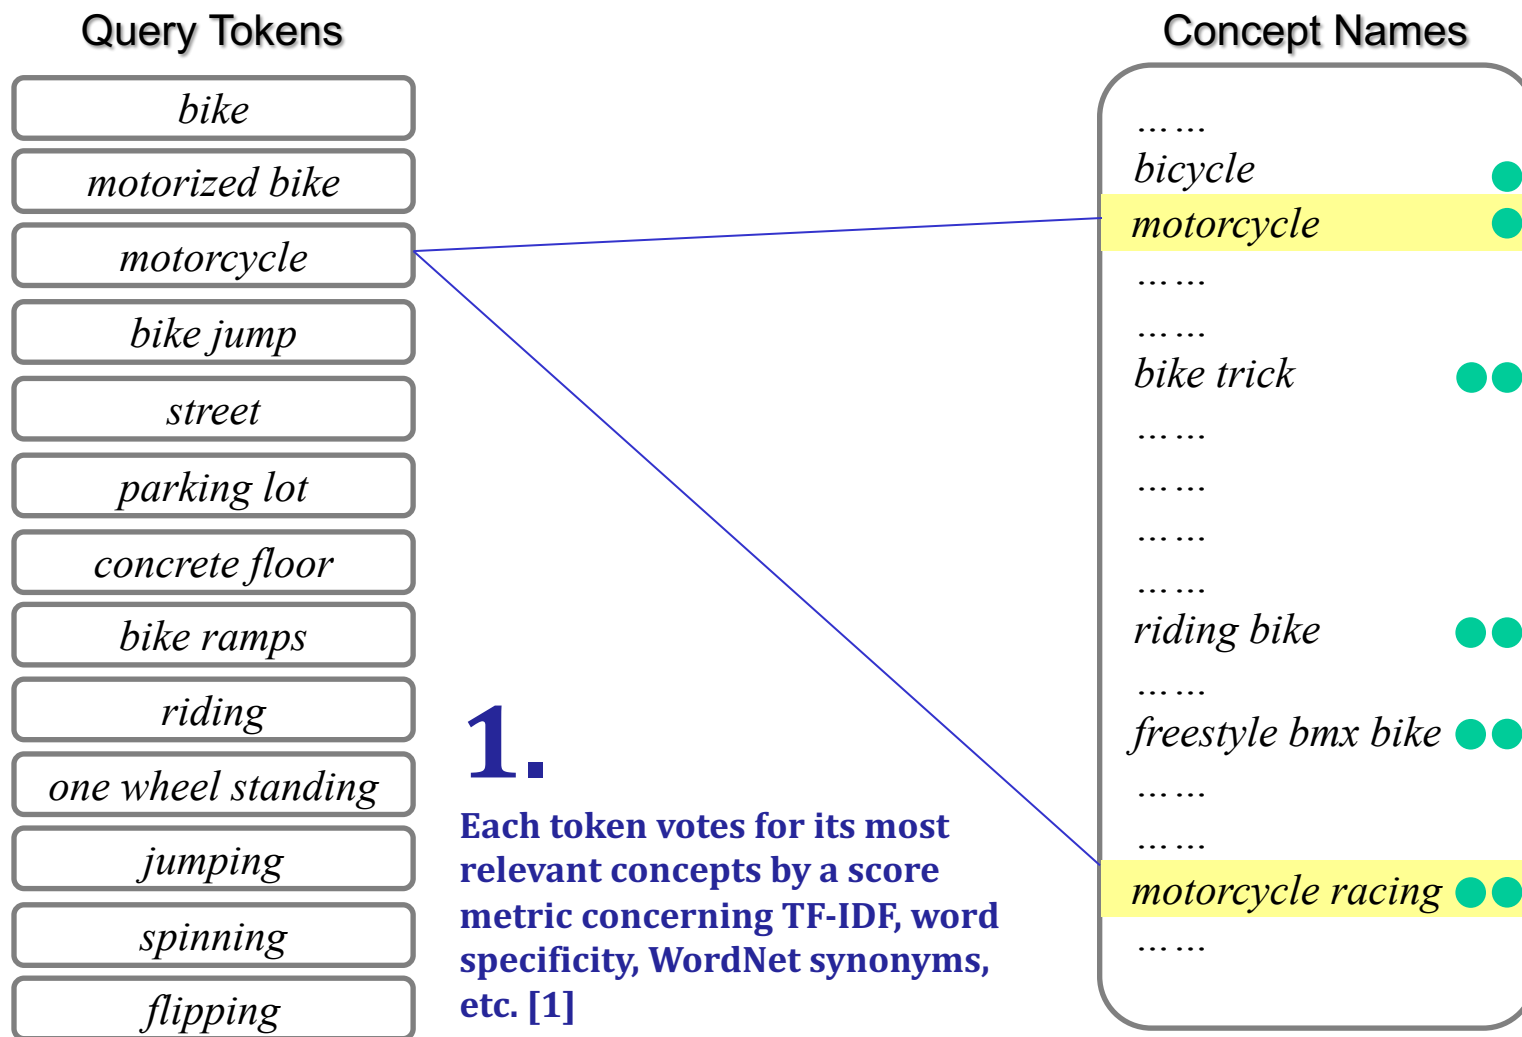 Query Tokens
bike
motorized bike
motorcycle
bike jump
street
parking lot
concrete floor
bike ramps
riding
one wheel standing
jumping
spinning
flipping
1.
Each token votes for its most
relevant concepts by a score
metric concerning TF-IDF, word
specificity, WordNet synonyms,
etc. [1]
Concept Names
……
bicycle
motorcycle
……
……
bike trick
……
……
……
……
riding bike
……
freestyle bmx bike
……
……
motorcycle racing
……